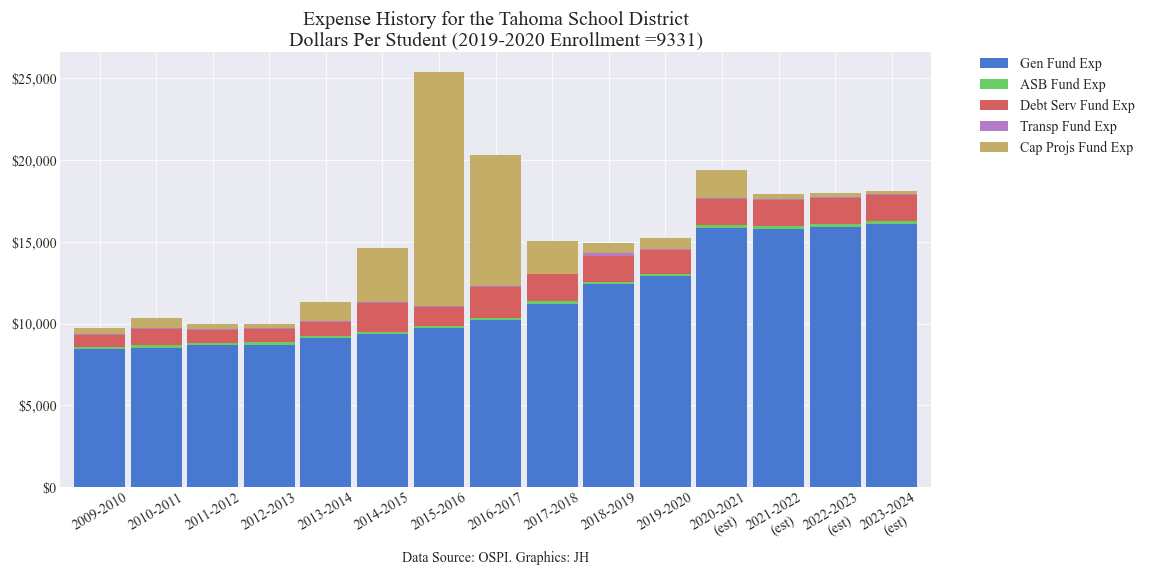 Expense History for the Tahoma School District
Dollars Per Student (2019-2020 Enrollment =9331)
$25,000
$20,000
$15,000
$10,000
$5,000
$0
Gen Fund Exp
ASB Fund Exp
Debt Serv Fund Exp
Transp Fund Exp
Cap Projs Fund Exp
2009-2010
2010-2011
2011-2012
2012-2013
2013-2014
2014-2015
2015-2016
2016-2017
2017-2018
2018-2019
2019-2020
2020-2021
(est)
2021-2022
(est)
2022-2023
(est)
2023-2024
(est)
Data Source: OSPI. Graphics: JH